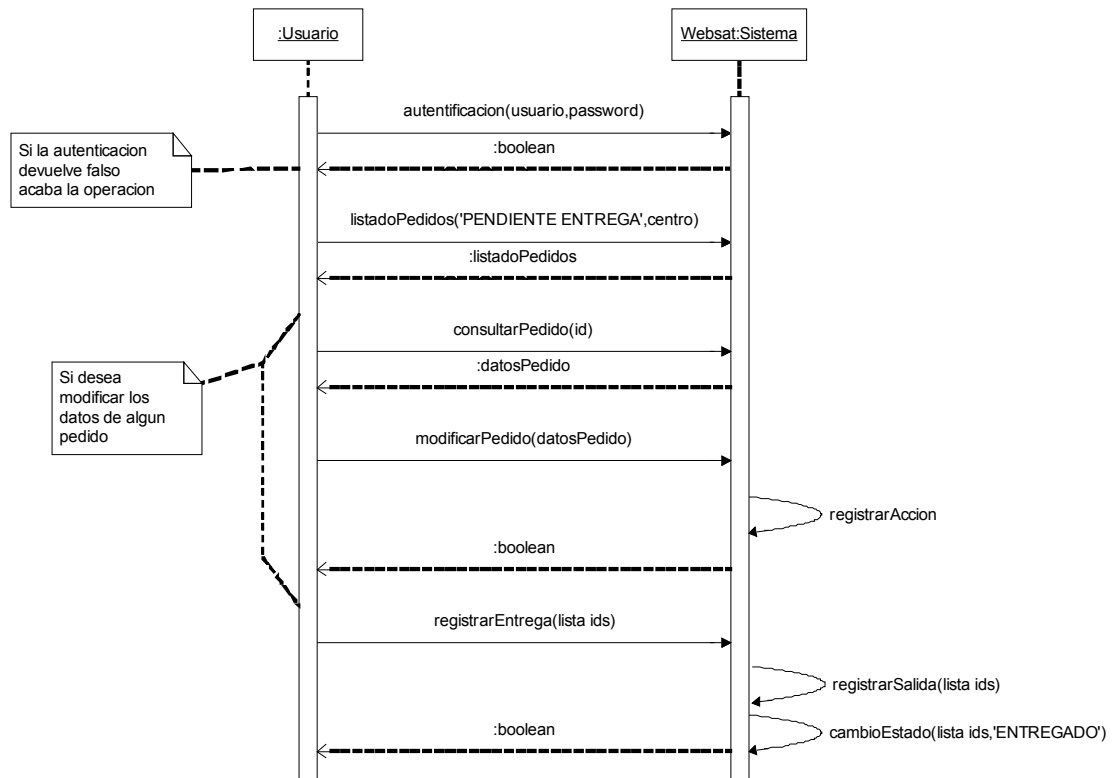 :Usuario
Websat:Sistema
autentificacion(usuario,password)
:boolean
Si la autenticacion
devuelve falso
acaba la operacion
listadoPedidos('PENDIENTE ENTREGA',centro)
:listadoPedidos
consultarPedido(id)
:datosPedido
Si desea
modificar los
datos de algun
pedido
modificarPedido(datosPedido)
registrarAccion
:boolean
registrarEntrega(lista ids)
registrarSalida(lista ids)
:boolean
cambioEstado(lista ids,'ENTREGADO')